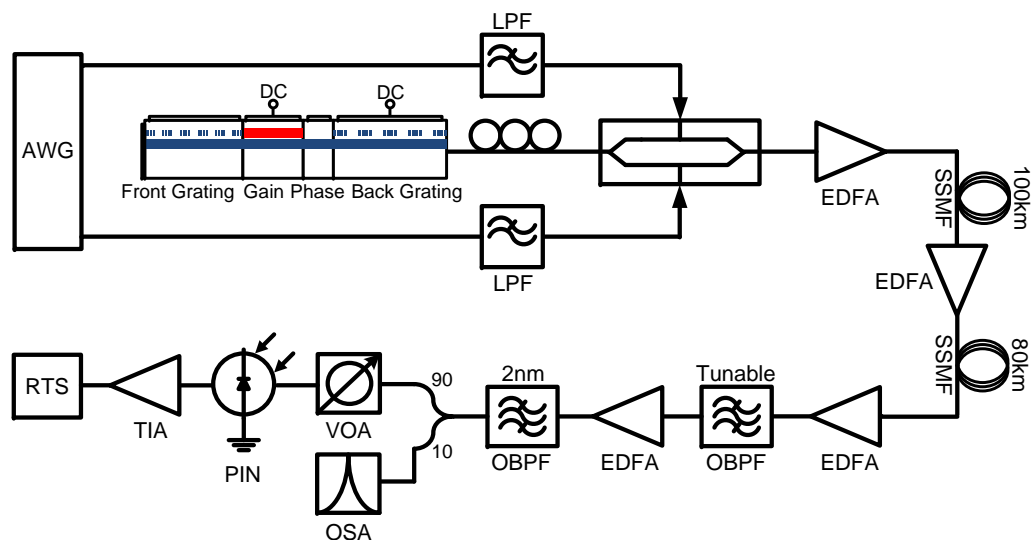 LPF
AWG
DC
DC
Front Grating Gain Phase Back Grating
LPF
EDFA
SSMF
100km
EDFA
SSMF
80km
RTS
TIA
PIN
VOA
90
10
OSA
2nm
OBPF
EDFA
Tunable
OBPF
EDFA